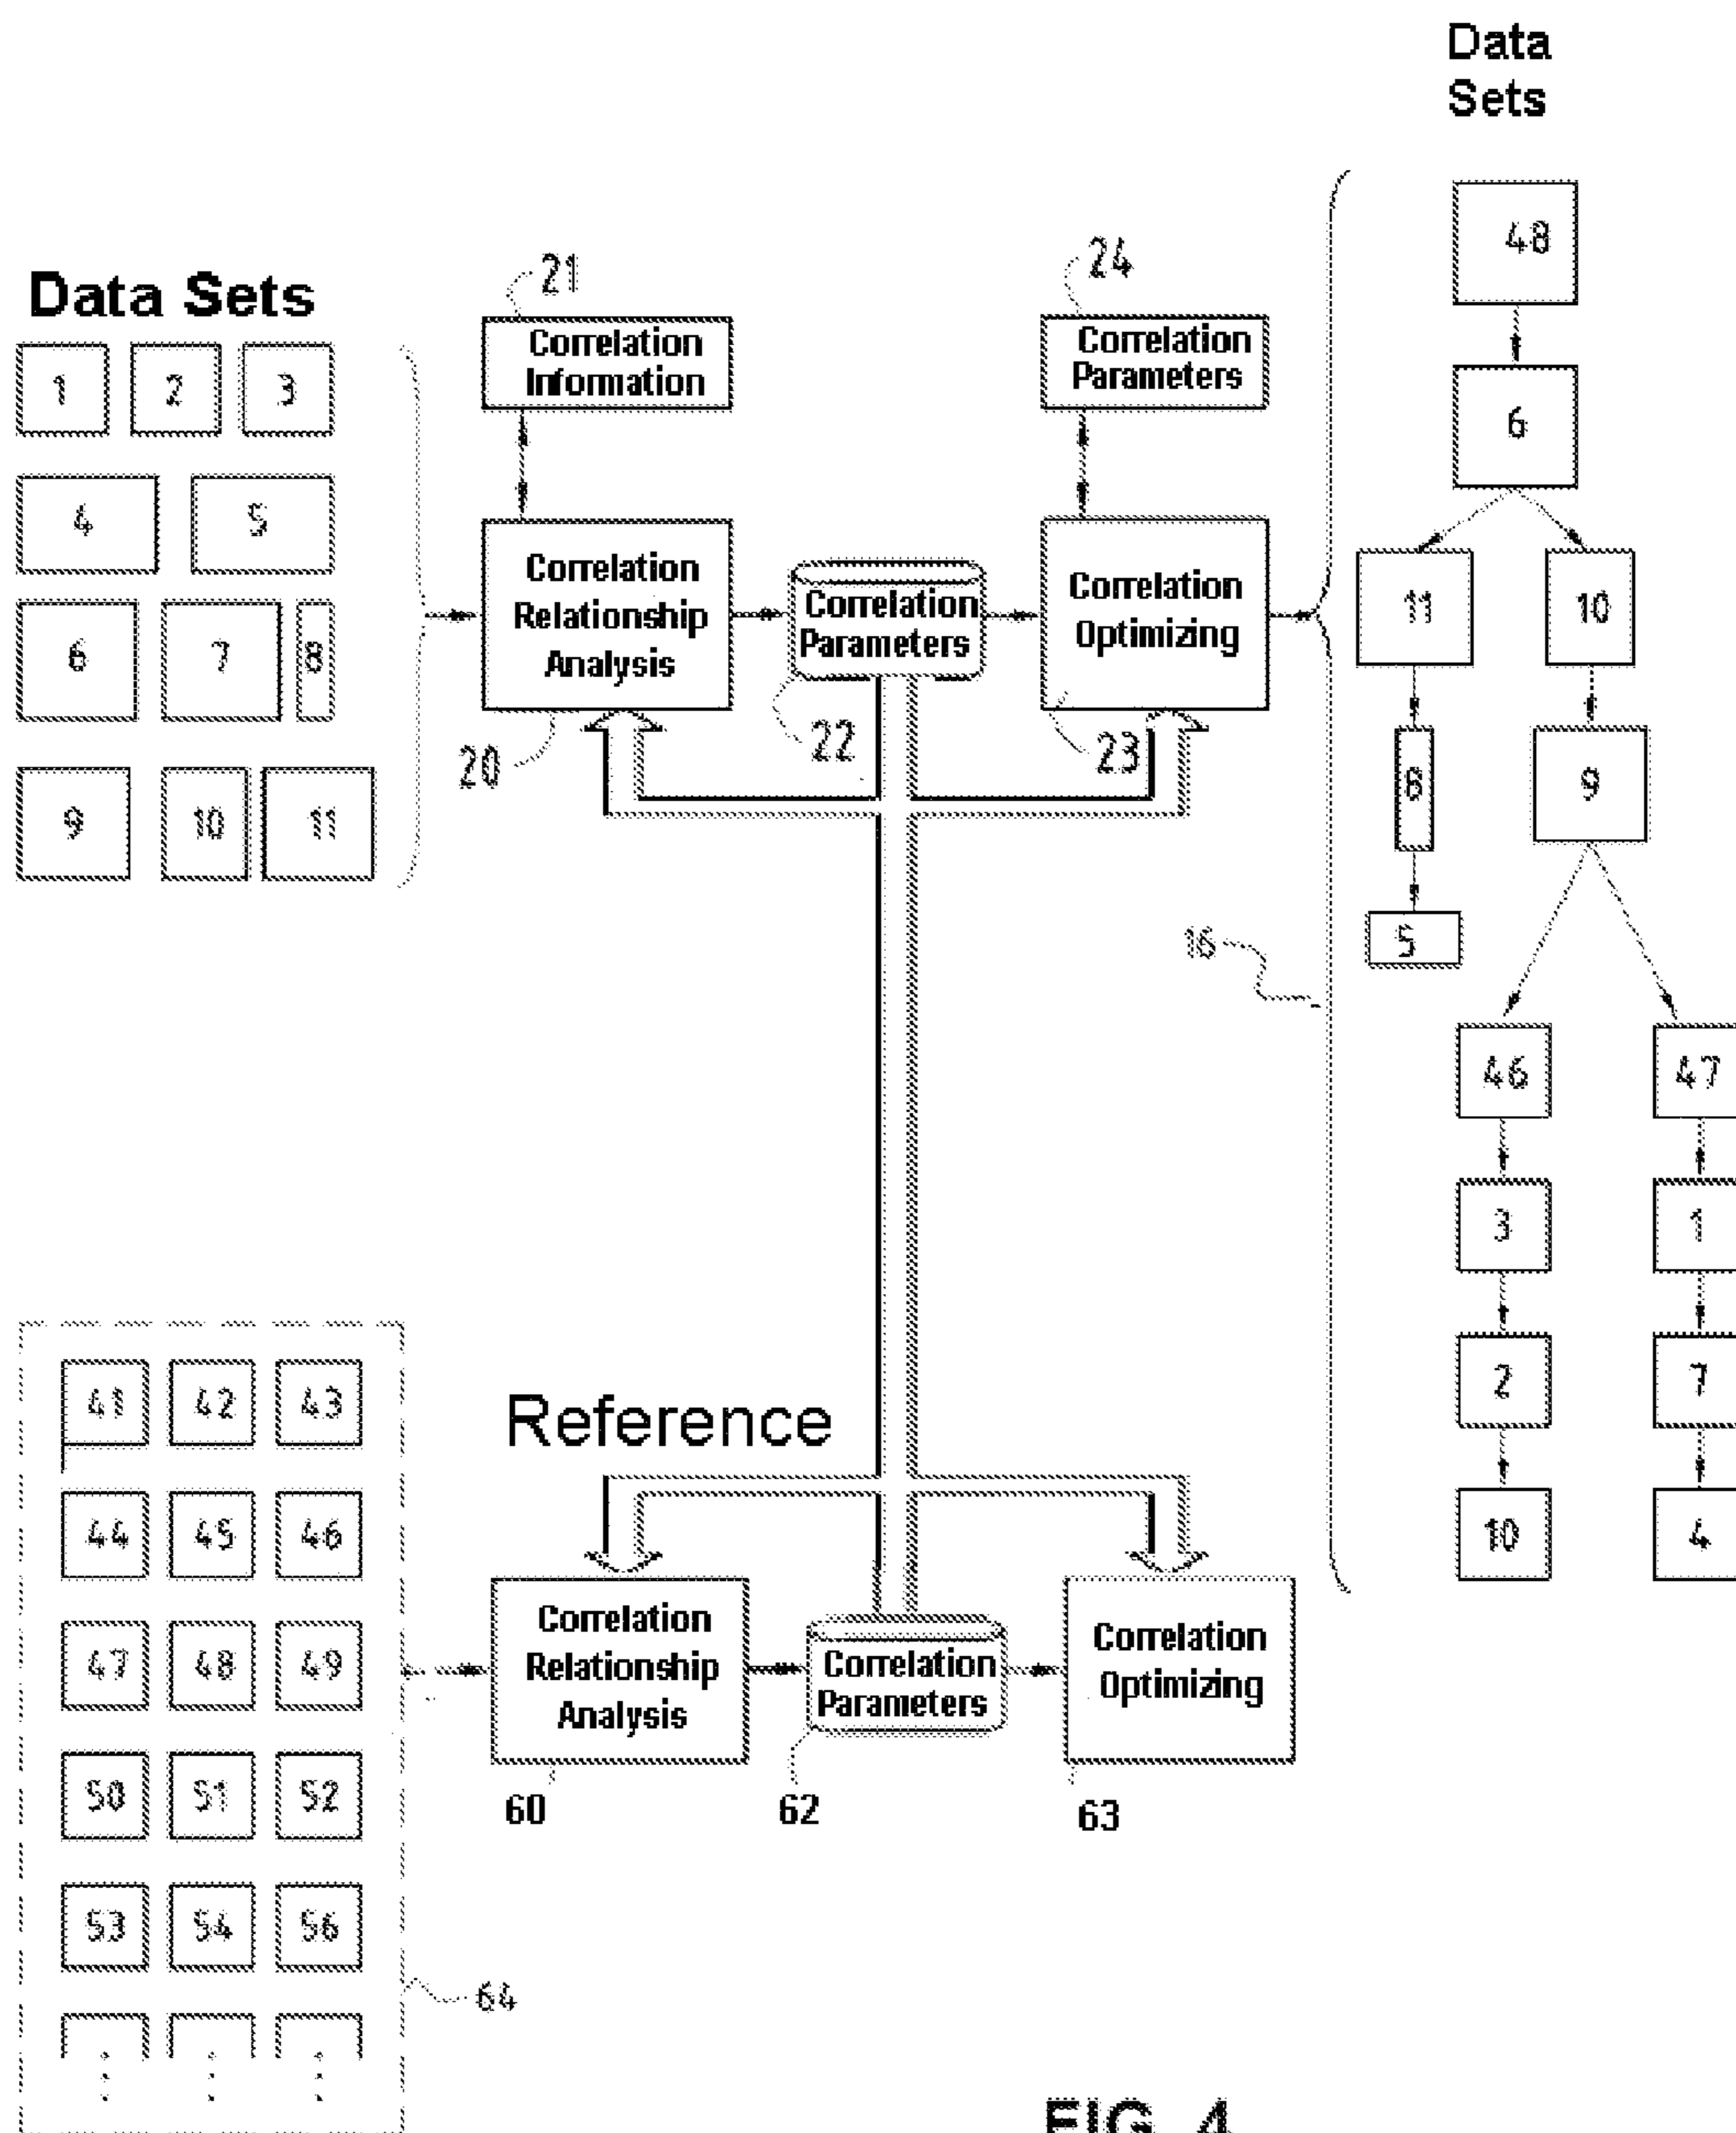 Data
Sets
48
6
11
10
8
9
5
46
47
3
1
2
7
10
4
16
Data Sets
1 2 3
4 5
6 7 8
9 10 11
21
Correlation
Information
24
Correlation
Parameters
Correlation
Relationship
Analysis
20
Correlation
Parameters
22
Correlation
Optimizing
23
Reference
41 42 43
44 45 46
47 48 49
50 51 52
53 54 56
64
Correlation
Relationship
Analysis
60
Correlation
Parameters
62
Correlation
Optimizing
63
FIG. 4